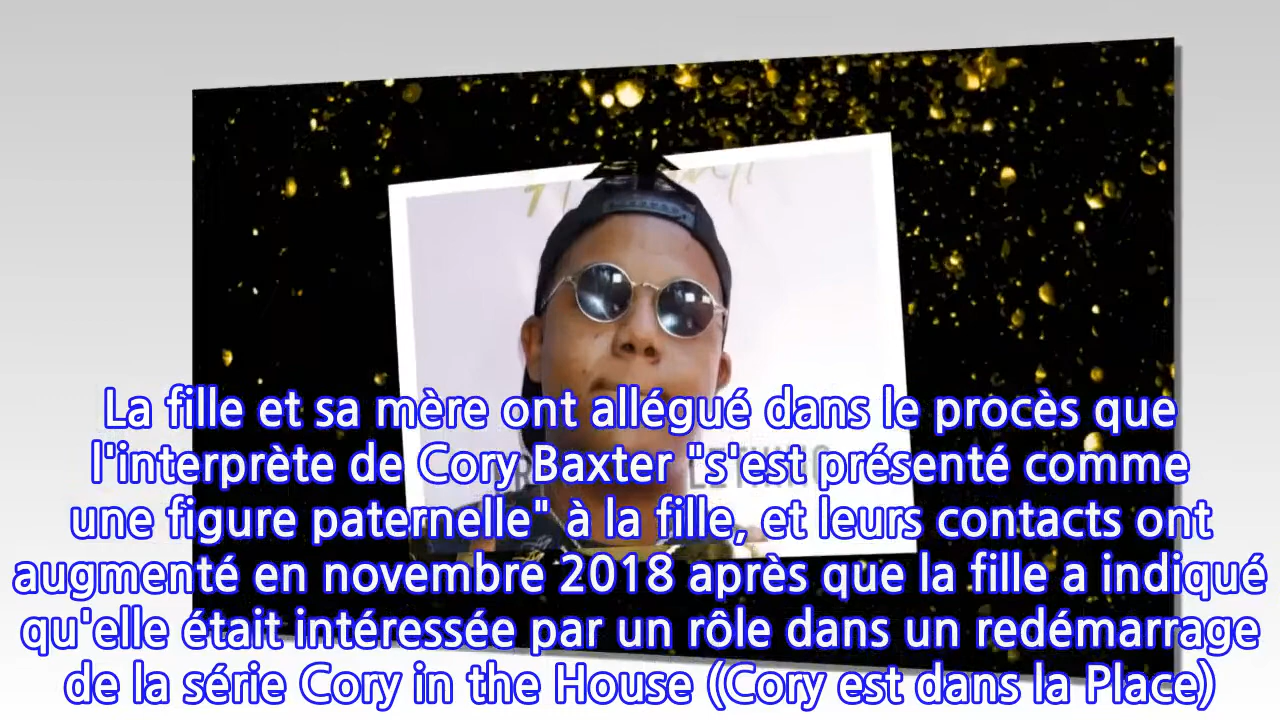 La fille et sa mère ont allégué dans le procès que
l'interprète de Cory Baxter "s'est présenté comme
une figure paternelle" à la fille, et leurs contacts ont
augmenté en novembre 2018 après que la fille a indiqué
qu'elle était intéressée par un rôle dans un redémarrage
de la série Cory in the House (Cory est dans la Place)